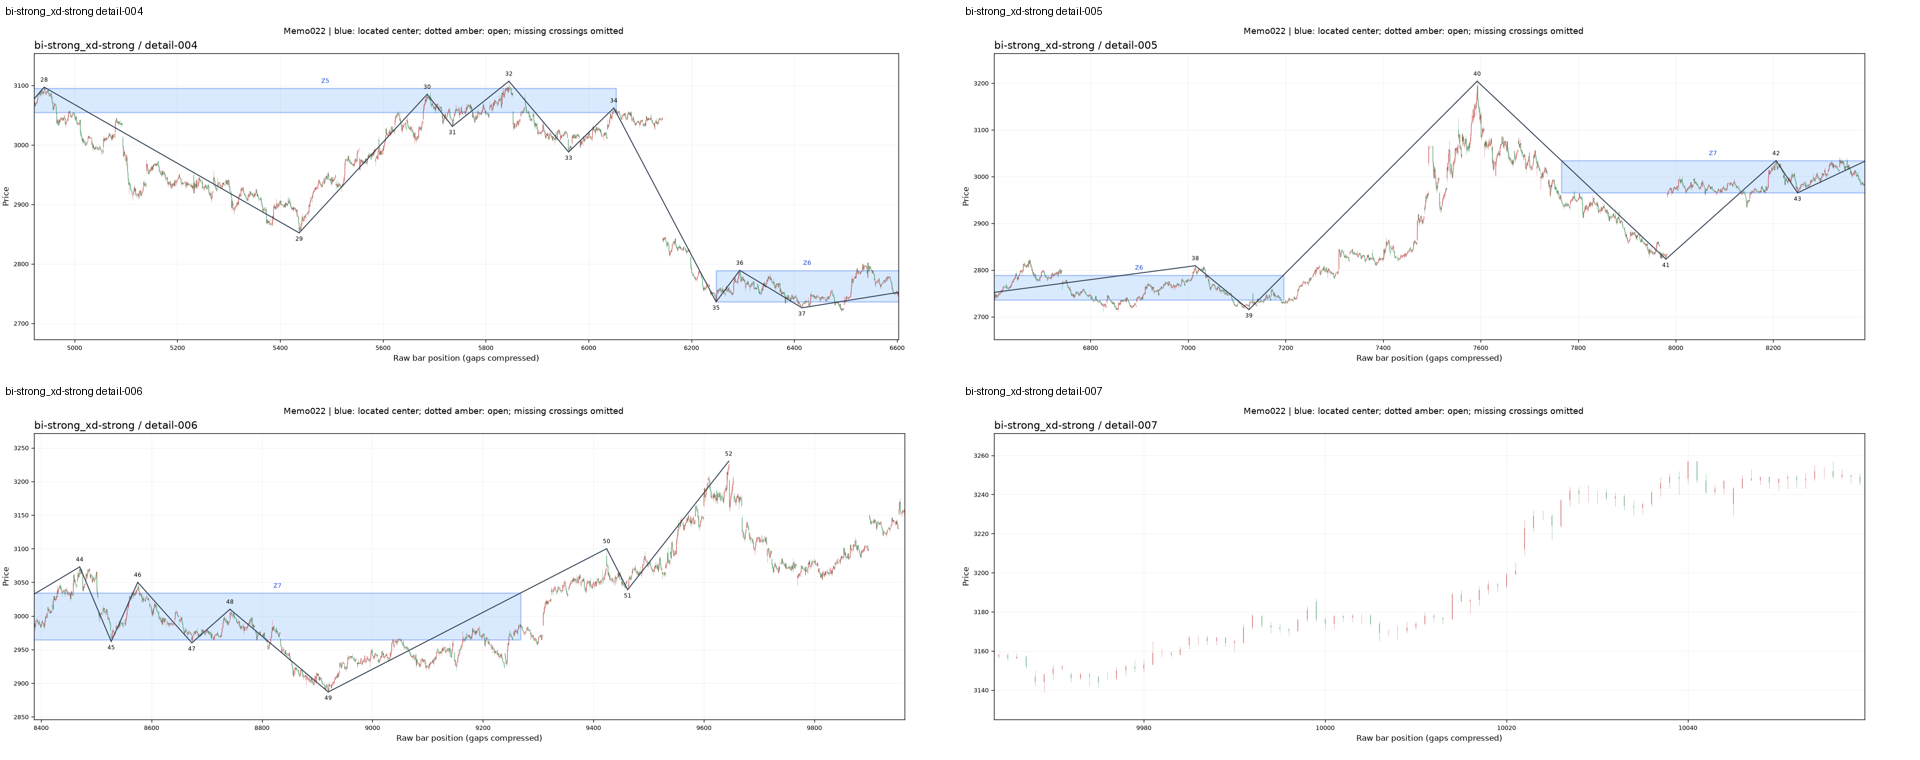 bi-strong_xd-strong detail-004
Memo022 | blue: located center; dotted amber: open; missing crossings omitted
bi-strong_xd-strong / detail-004
Price
3100
3000
2900
2800
2700
28
Z5
30
32
34
31
33
29
36
Z6
35
37
5000 5200 5400 5600 5800 6000 6200 6400 6600
Raw bar position (gaps compressed)
bi-strong_xd-strong detail-005
Memo022 | blue: located center; dotted amber: open; missing crossings omitted
bi-strong_xd-strong / detail-005
Price
3200
3100
3000
2900
2800
2700
40
Z7
42
43
41
38
Z6
39
6800 7000 7200 7400 7600 7800 8000 8200
Raw bar position (gaps compressed)
bi-strong_xd-strong detail-006
Memo022 | blue: located center; dotted amber: open; missing crossings omitted
bi-strong_xd-strong / detail-006
Price
3250
3200
3150
3100
3050
3000
2950
2900
2850
52
50
44
46
Z7
51
48
45
47
49
8400 8600 8800 9000 9200 9400 9600 9800
Raw bar position (gaps compressed)
bi-strong_xd-strong detail-007
Memo022 | blue: located center; dotted amber: open; missing crossings omitted
bi-strong_xd-strong / detail-007
Price
3260
3240
3220
3200
3180
3160
3140
9980 10000 10020 10040
Raw bar position (gaps compressed)